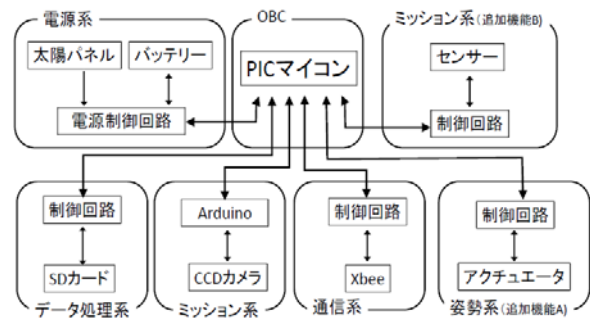 電源系
太陽パネル
バッテリー
電源制御回路
OBC
PICマイコン
ミッション系(追加機能B)
センサー
制御回路
制御回路
SDカード
データ処理系
Arduino
CCDカメラ
ミッション系
制御回路
Xbee
通信系
制御回路
アクチュエータ
姿勢系(追加機能A)